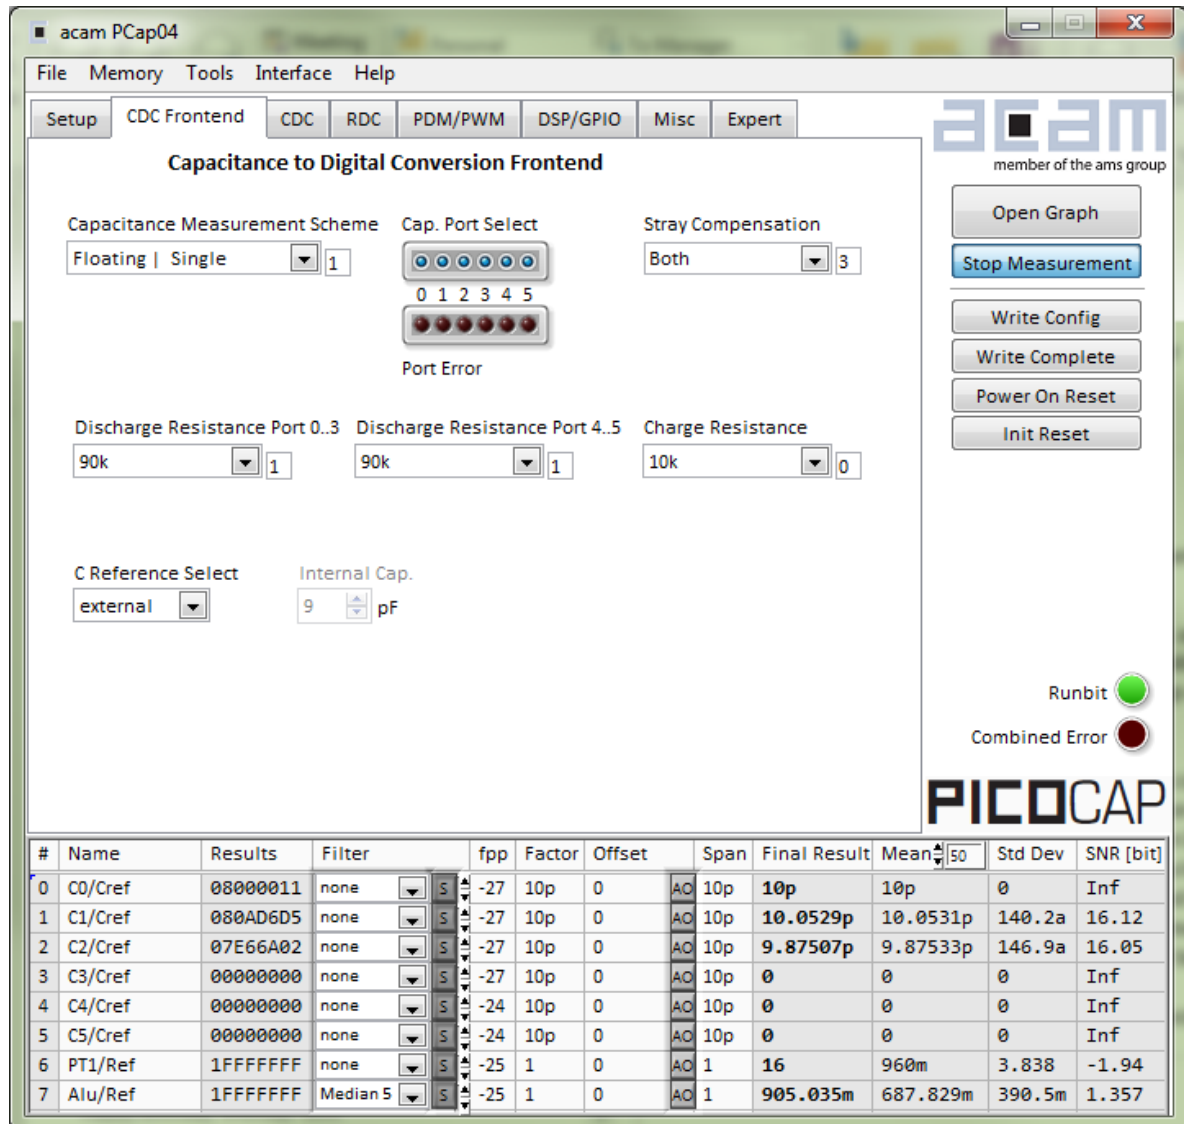 acam PCap04
File Memory Tools Interface Help
Setup CDC Frontend CDC RDC PDM/PWM DSP/GPIO Misc Expert
acam
member of the ams group
Capacitance to Digital Conversion Frontend
Capacitance Measurement Scheme Cap. Port Select Stray Compensation
Floating | Single 1 Both 3
0 1 2 3 4 5
Port Error
Discharge Resistance Port 0..3 Discharge Resistance Port 4..5 Charge Resistance
90k 1 90k 1 10k 0
C Reference Select Internal Cap.
external 9 pF
Open Graph
Stop Measurement
Write Config
Write Complete
Power On Reset
Init Reset
Runbit
Combined Error
PICOCAP
# Name Results Filter fpp Factor Offset Span Final Result Mean 50 Std Dev SNR [bit]
0 C0/Cref 08000011 none S -27 10p 0 AO 10p 10p 10p 0 Inf
1 C1/Cref 080AD6D5 none S -27 10p 0 AO 10p 10.0529p 10.0531p 140.2a 16.12
2 C2/Cref 07E66A02 none S -27 10p 0 AO 10p 9.87507p 9.87533p 146.9a 16.05
3 C3/Cref 00000000 none S -27 10p 0 AO 10p 0 0 0 Inf
4 C4/Cref 00000000 none S -24 10p 0 AO 10p 0 0 0 Inf
5 C5/Cref 00000000 none S -24 10p 0 AO 10p 0 0 0 Inf
6 PT1/Ref 1FFFFFFF none S -25 1 0 AO 1 16 960m 3.838 -1.94
7 Alu/Ref 1FFFFFFF Median 5 S -25 1 0 AO 1 905.035m 687.829m 390.5m 1.357